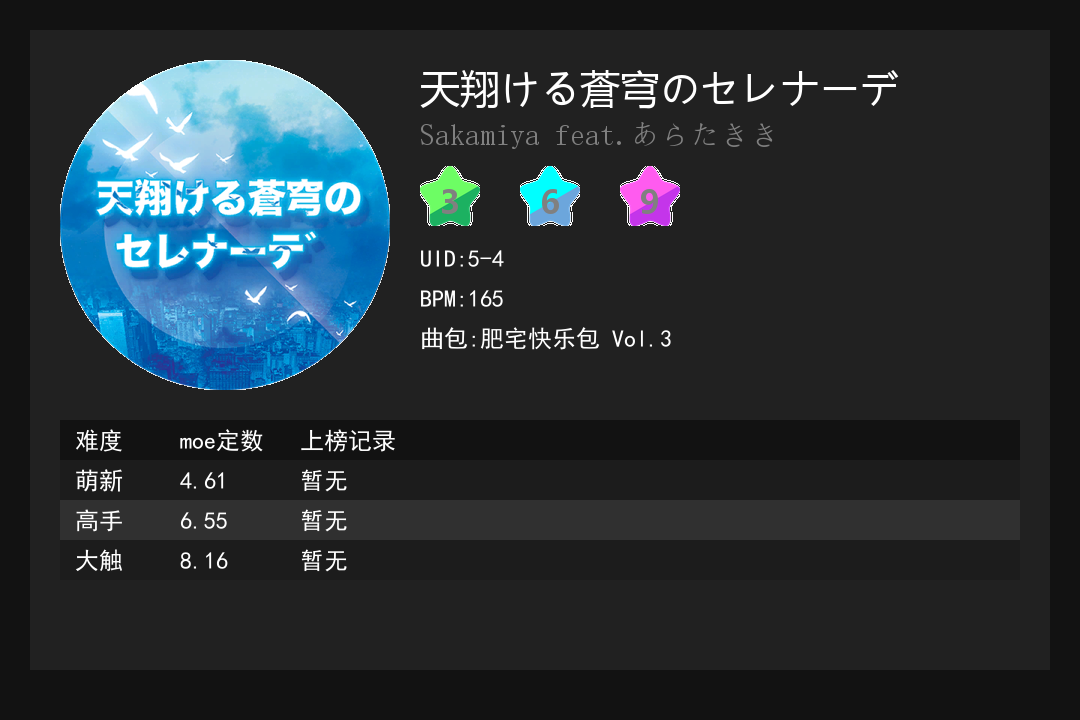 天翔ける蒼穹の
セレナーデ
天翔ける蒼穹のセレナーデ
Sakamiya feat.あらたきき
3 6 9
UID:5-4
BPM:165
曲包:肥宅快乐包 Vol.3
难度 moe定数 上榜记录
萌新 4.61 暂无
高手 6.55 暂无
大触 8.16 暂无